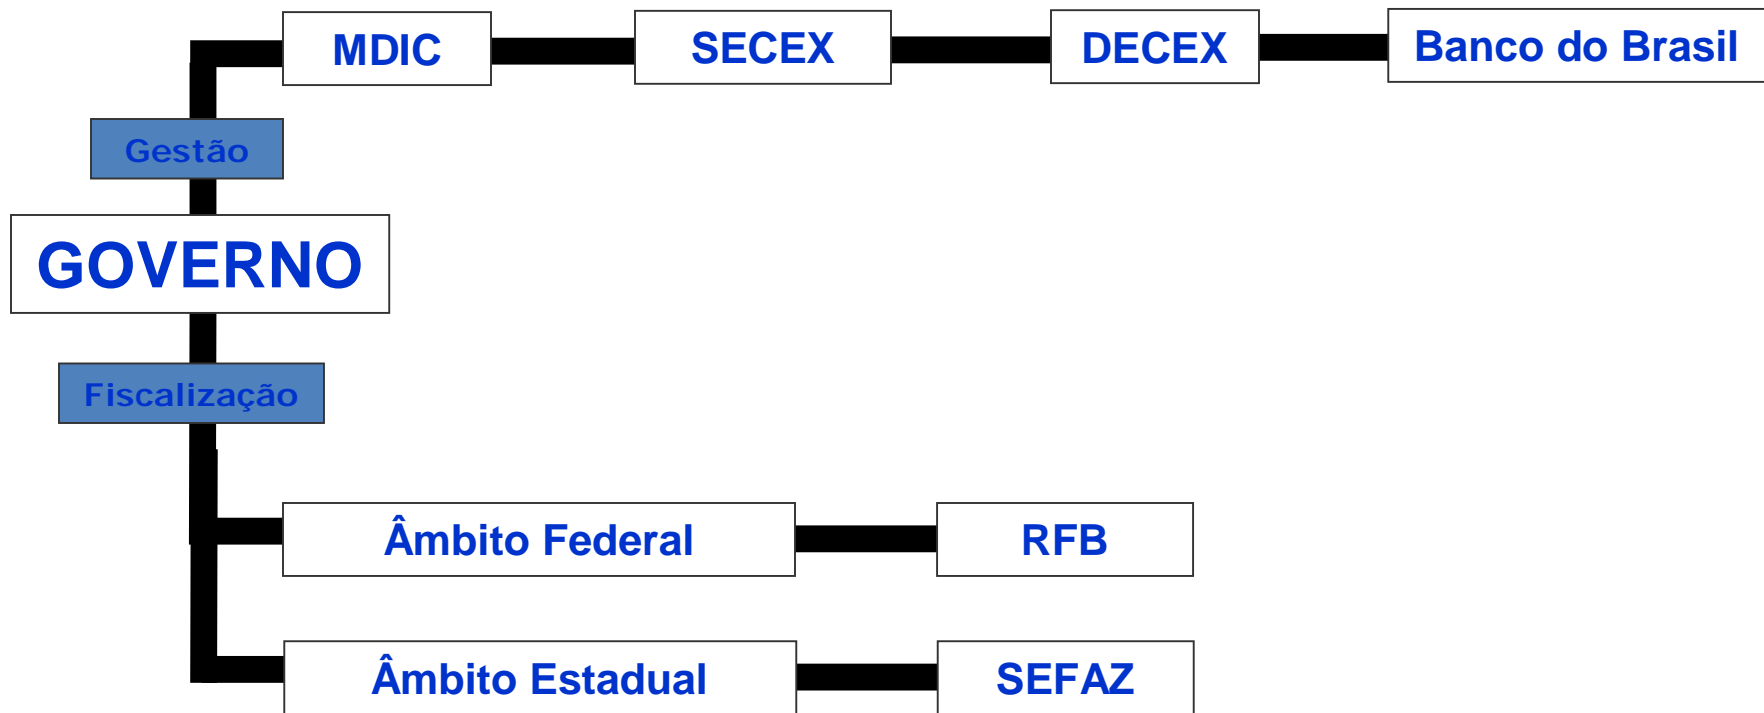 MDIC
SECEX
DECEX
Banco do Brasil
Gestão
GOVERNO
Fiscalização
Âmbito Federal
RFB
Âmbito Estadual
SEFAZ